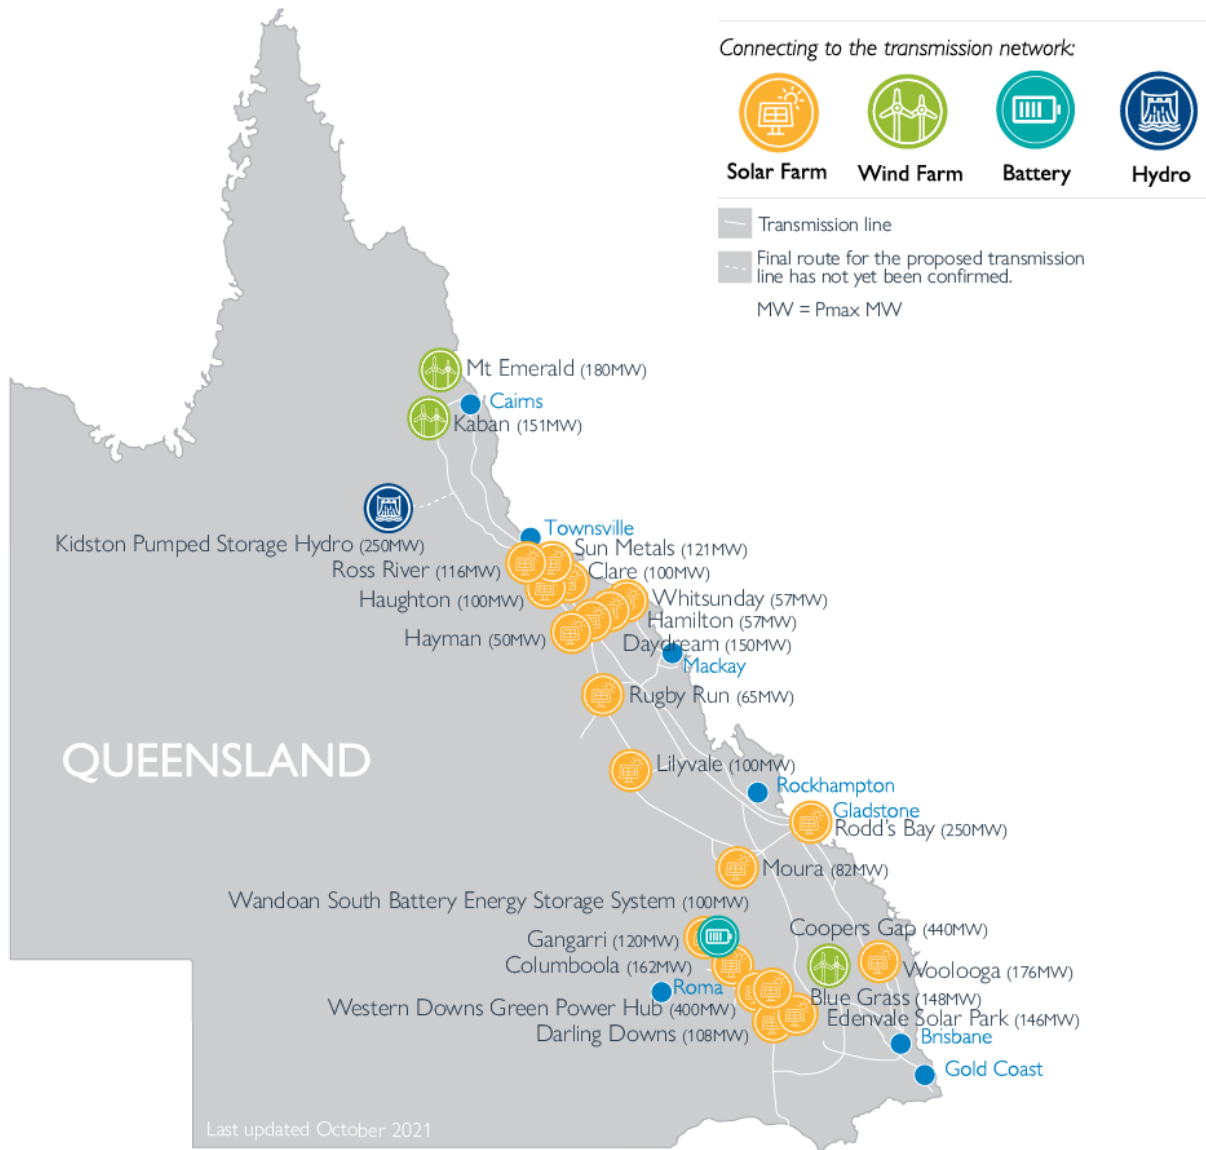 Connecting to the transmission network:
Solar Farm
Wind Farm
Battery
Hydro
Transmission line
Final route for the proposed transmission
line has not yet been confirmed.
MW = Pmax MW
Mt Emerald (180MW)
Cairns
Kaban (151MW)
Kidston Pumped Storage Hydro (250MW)
Townsville
Sun Metals (121MW)
Ross River (116MW)
Clare (100MW)
Haughton (100MW)
Whitsunday (57MW)
Hamilton (57MW)
Hayman (50MW)
Daydream (150MW)
Mackay
Rugby Run (65MW)
QUEENSLAND
Lilyvale (100MW)
Rockhampton
Gladstone
Rodd's Bay (250MW)
Moura (82MW)
Wandoan South Battery Energy Storage System (100MW)
Coopers Gap (440MW)
Gangarri (120MW)
Columboola (162MW)
Woolooga (176MW)
Roma
Blue Grass (148MW)
Western Downs Green Power Hub (400MW)
Edenvale Solar Park (146MW)
Darling Downs (108MW)
Brisbane
Gold Coast
Last updated October 2021